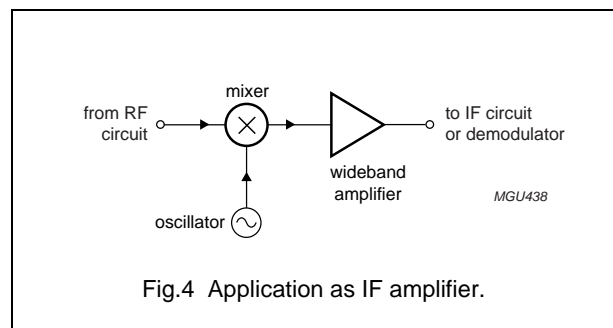 mixer
from RF
circuit
to IF circuit
or demodulator
wideband
amplifier
oscillator
MGU438
Fig.4 Application as IF amplifier.